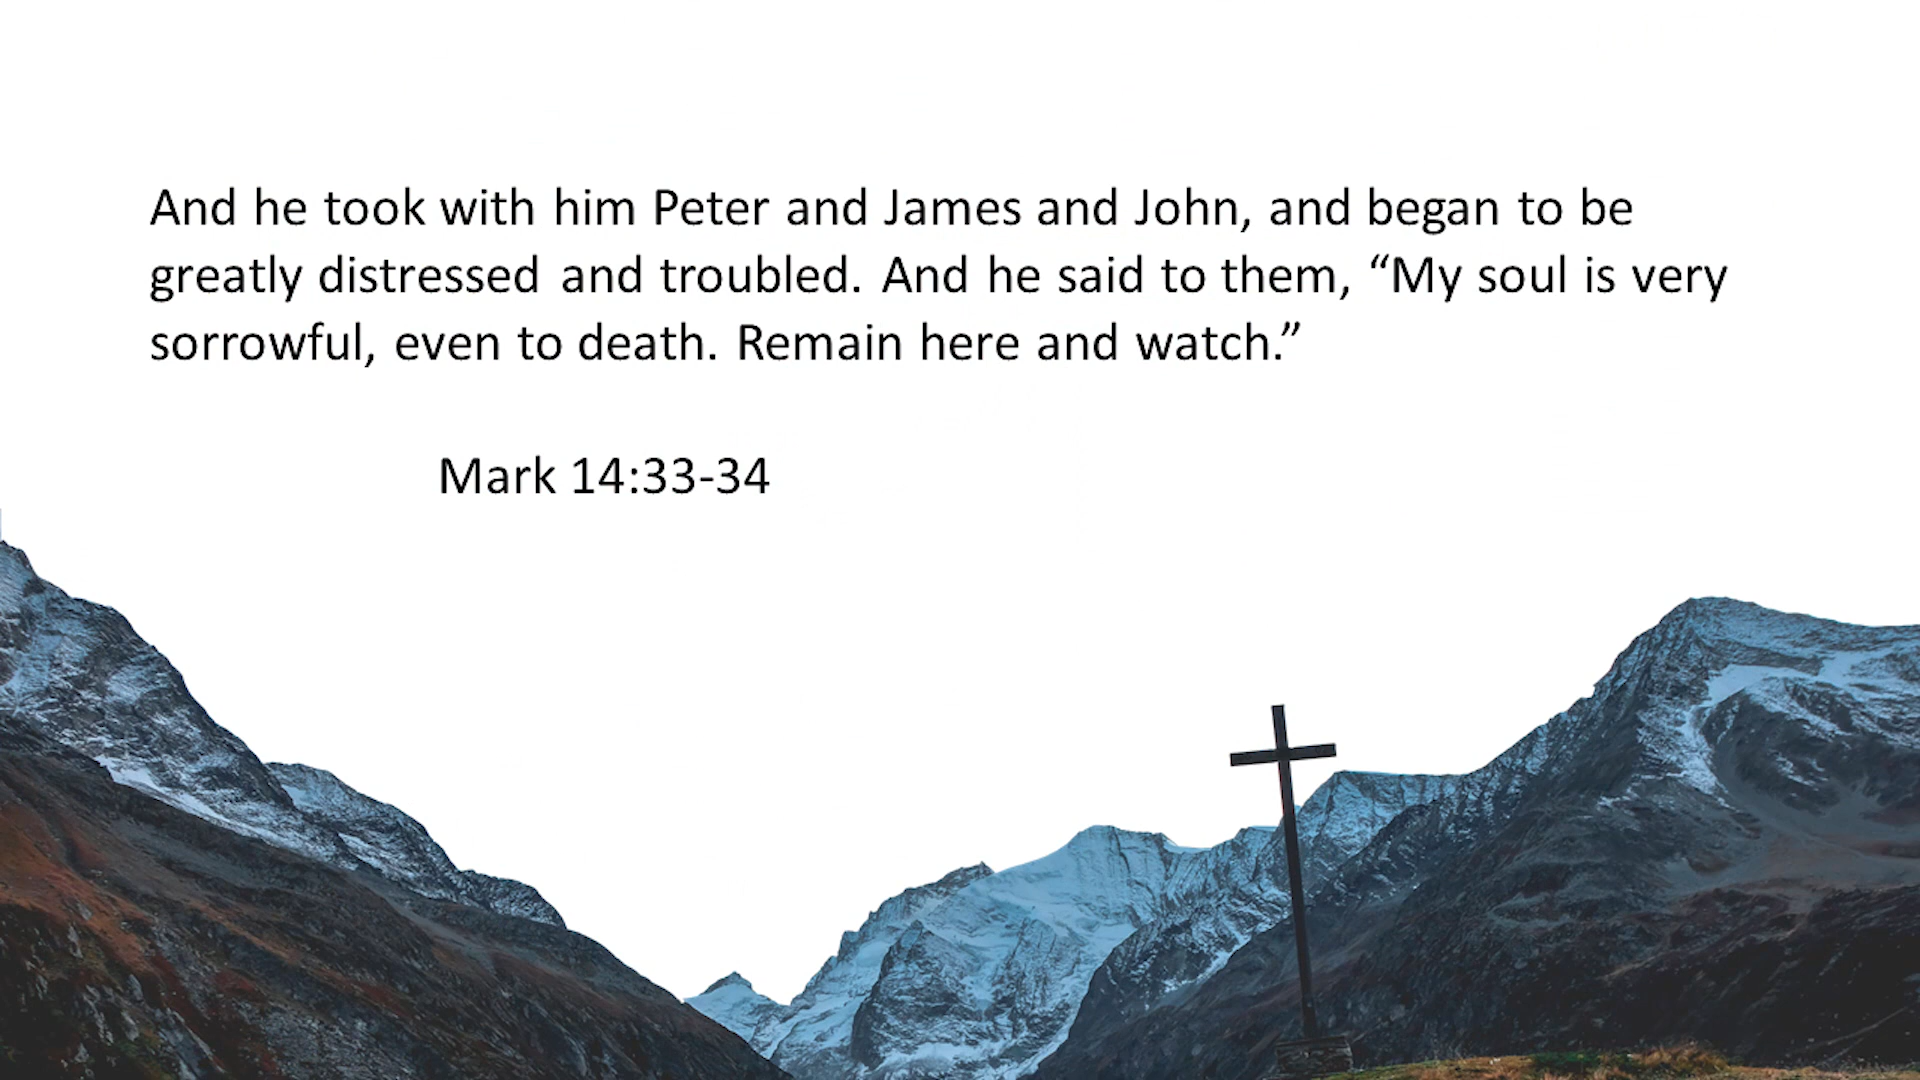 And he took with him Peter and James and John, and began to be
greatly distressed and troubled. And he said to them, “My soul is very
sorrowful, even to death. Remain here and watch.”
Mark 14:33-34